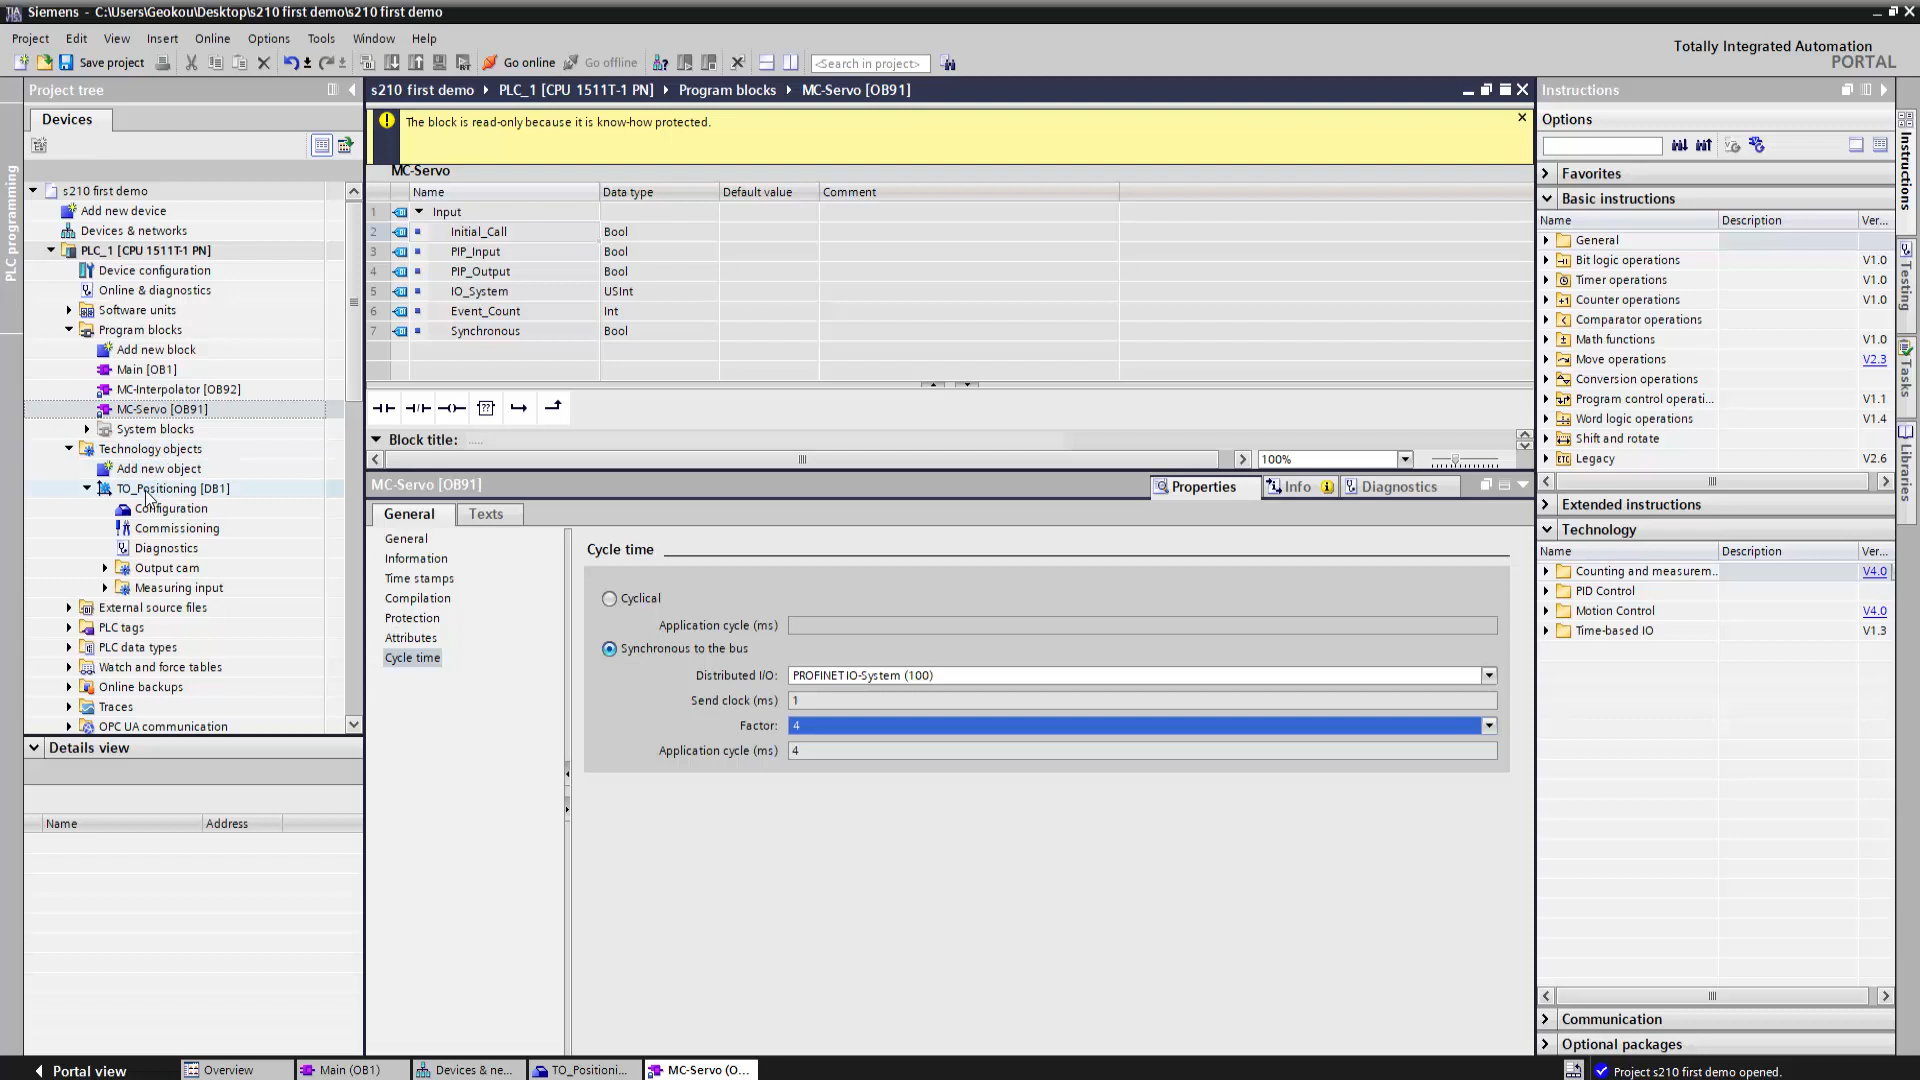 Siemens - C:\Users\Geokou\Desktop\s210 first demo\s210 first demo
Project Edit View Insert Online Options Tools Window Help
Totally Integrated Automation
PORTAL
Save project Go online Go offline <Search in project>
Project tree
Devices
PLC programming
s210 first demo
Add new device
Devices & networks
PLC_1 [CPU 1511T-1 PN]
Device configuration
Online & diagnostics
Software units
Program blocks
Add new block
Main [OB1]
MC-Interpolator [OB92]
MC-Servo [OB91]
System blocks
Technology objects
Add new object
TO_Positioning [DB1]
Configuration
Commissioning
Diagnostics
Output cam
Measuring input
External source files
PLC tags
PLC data types
Watch and force tables
Online backups
Traces
OPC UA communication
Details view
Name Address
s210 first demo PLC_1 [CPU 1511T-1 PN] Program blocks MC-Servo [OB91]
The block is read-only because it is know-how protected.
MC-Servo
Name Data type Default value Comment
1 Input
2 Initial_Call Bool
3 PIP_Input Bool
4 PIP_Output Bool
5 IO_System USInt
6 Event_Count Int
7 Synchronous Bool
??
Block title: .....
100%
MC-Servo [OB91]
Properties Info Diagnostics
General Texts
General
Information
Time stamps
Compilation
Protection
Attributes
Cycle time
Cycle time
Cyclical
Application cycle (ms)
Synchronous to the bus
Distributed I/O: PROFINET IO-System (100)
Send clock (ms) 1
Factor: 4
Application cycle (ms) 4
Instructions
Options
Favorites
Basic instructions
Name Description Ver...
General
Bit logic operations V1.0
Timer operations V1.0
Counter operations V1.0
Comparator operations
Math functions V1.0
Move operations V2.3
Conversion operations
Program control operati... V1.1
Word logic operations V1.4
Shift and rotate
Legacy V2.6
Extended instructions
Technology
Name Description Ver...
Counting and measurem.. V4.0
PID Control
Motion Control V4.0
Time-based IO V1.3
Communication
Optional packages
Instructions
Testing
Tasks
Libraries
Portal view Overview Main (OB1) Devices & ne... TO_Positioni... MC-Servo (O...
Project s210 first demo opened.